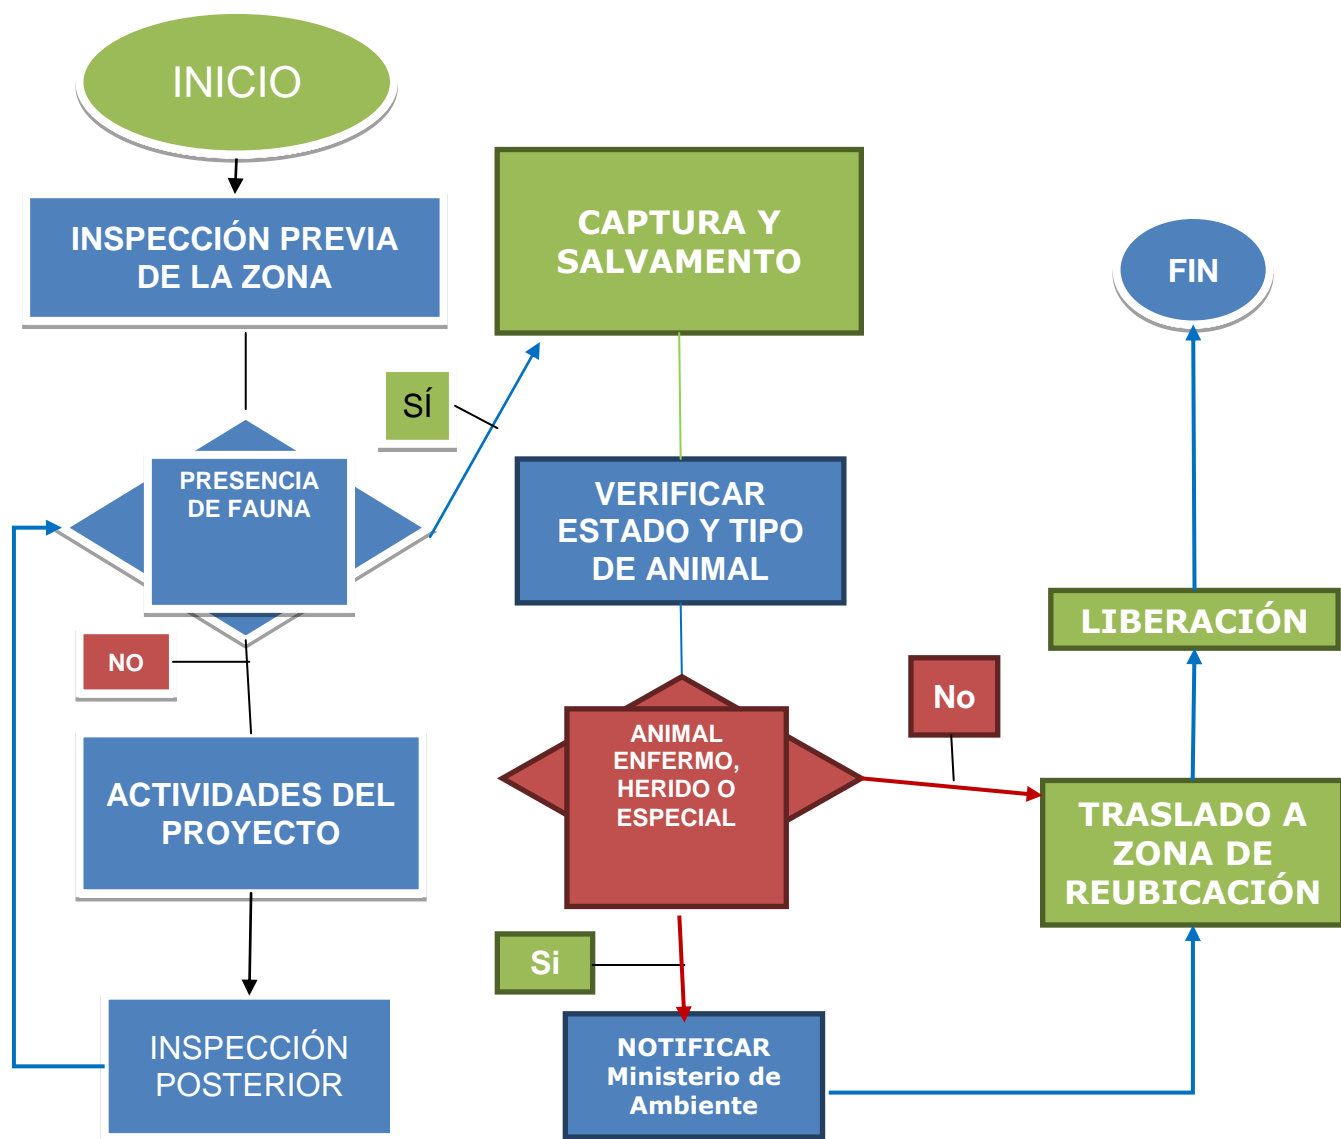 INICIO
INSPECCIÓN PREVIA
DE LA ZONA
PRESENCIA
DE FAUNA
SÍ
NO
ACTIVIDADES DEL
PROYECTO
INSPECCIÓN
POSTERIOR
CAPTURA Y
SALVAMENTO
VERIFICAR
ESTADO Y TIPO
DE ANIMAL
ANIMAL
ENFERMO,
HERIDO O
ESPECIAL
No
Si
NOTIFICAR
Ministerio de
Ambiente
TRASLADO A
ZONA DE
REUBICACIÓN
LIBERACIÓN
FIN